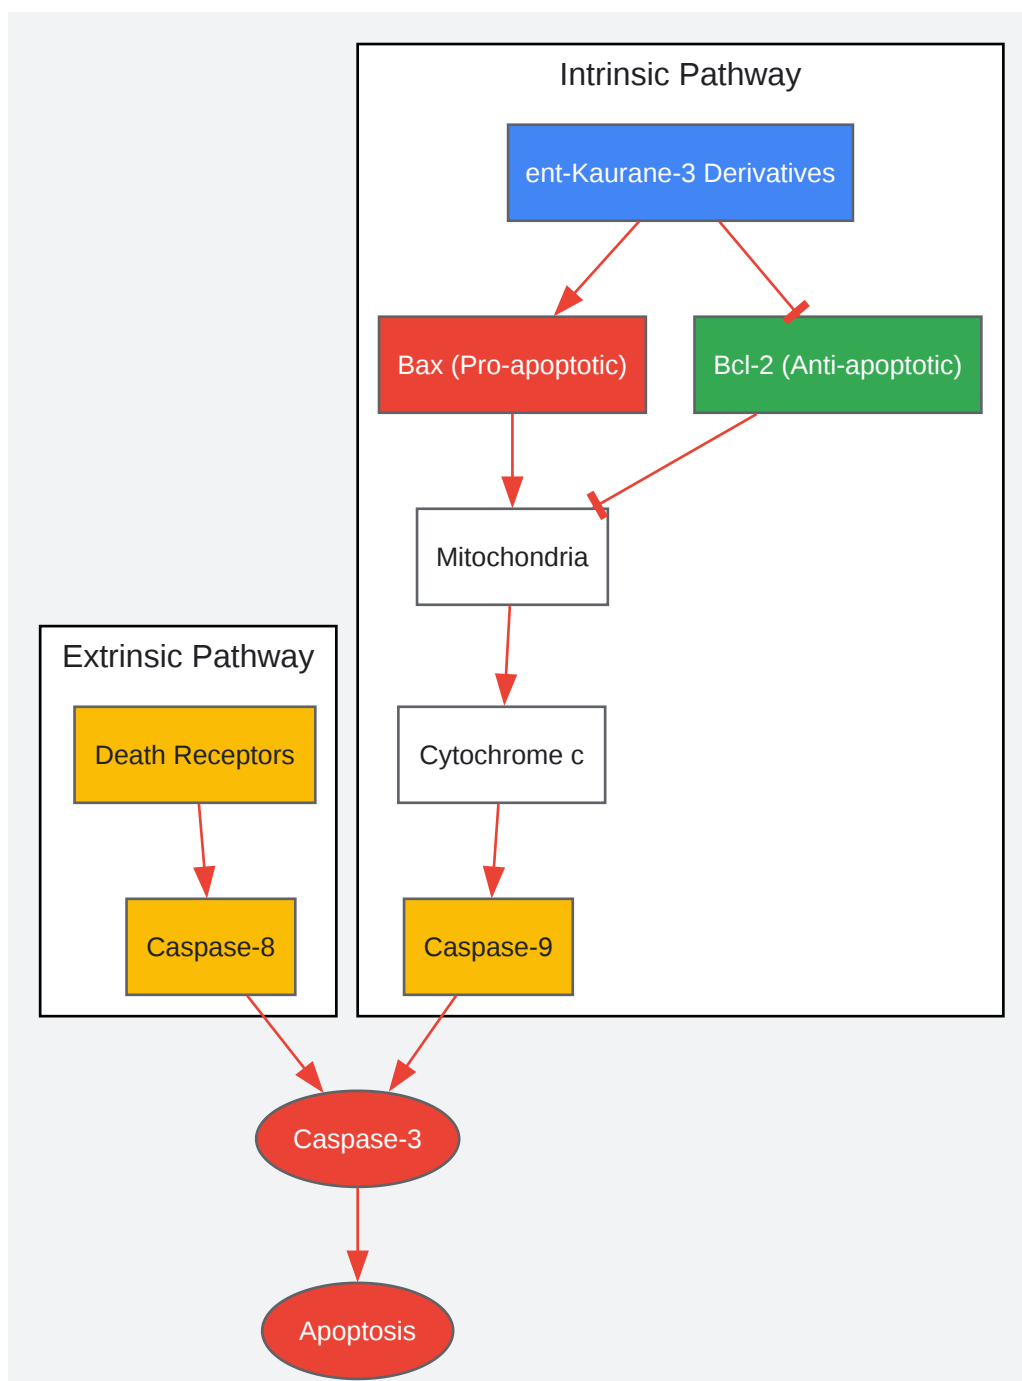 Intrinsic Pathway
ent-Kaurane-3 Derivatives
Bax (Pro-apoptotic)
Bcl-2 (Anti-apoptotic)
Mitochondria
Extrinsic Pathway
Death Receptors
Cytochrome c
Caspase-8
Caspase-9
Caspase-3
Apoptosis